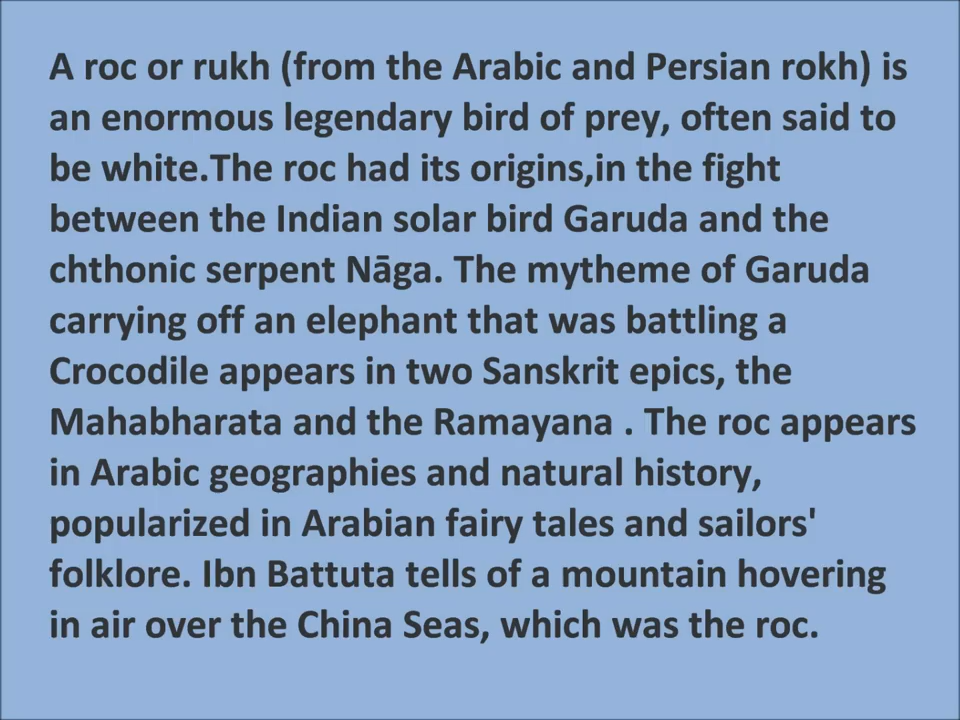 A roc or rukh (from the Arabic and Persian rokh) is
an enormous legendary bird of prey, often said to
be white.The roc had its origins,in the fight
between the Indian solar bird Garuda and the
chthonic serpent Nāga. The mytheme of Garuda
carrying off an elephant that was battling a
Crocodile appears in two Sanskrit epics, the
Mahabharata and the Ramayana . The roc appears
in Arabic geographies and natural history,
popularized in Arabian fairy tales and sailors'
folklore. Ibn Battuta tells of a mountain hovering
in air over the China Seas, which was the roc.